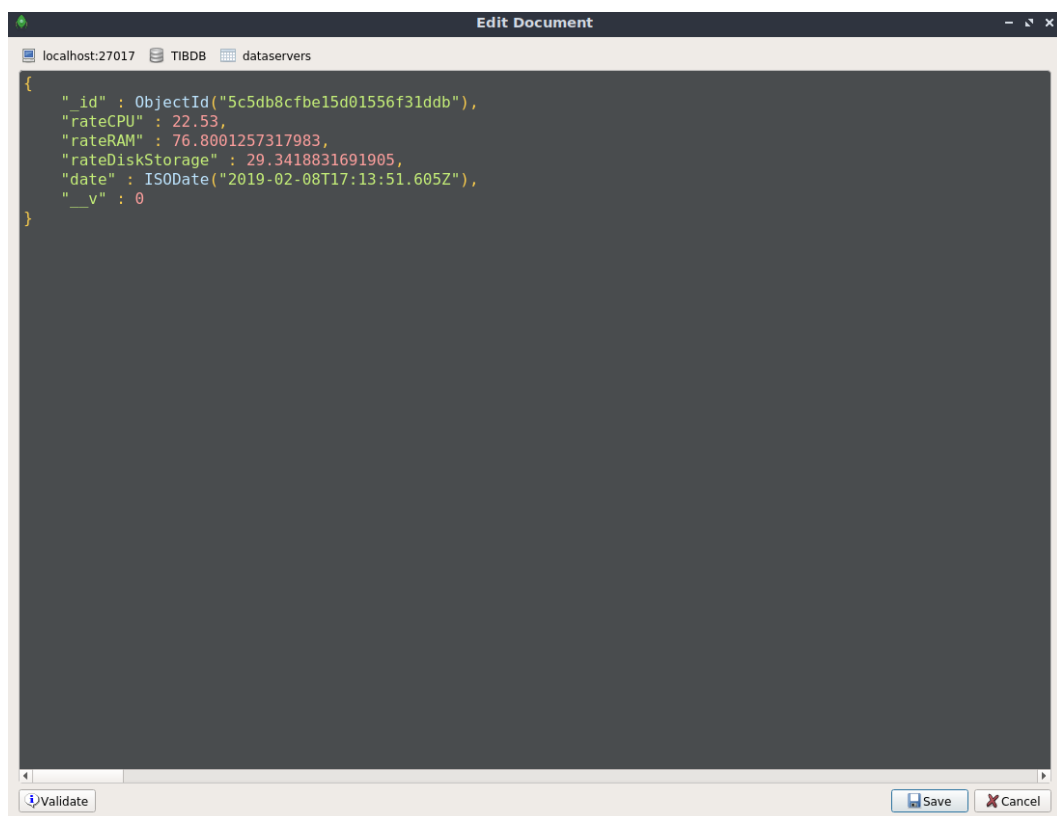 Edit Document
localhost:27017 TIBDB dataservers
{
    "_id" : ObjectId("5c5db8cfbe15d01556f31ddb"),
    "rateCPU" : 22.53,
    "rateRAM" : 76.8001257317983,
    "rateDiskStorage" : 29.3418831691905,
    "date" : ISODate("2019-02-08T17:13:51.605Z"),
    "__v" : 0
}
Validate Save Cancel